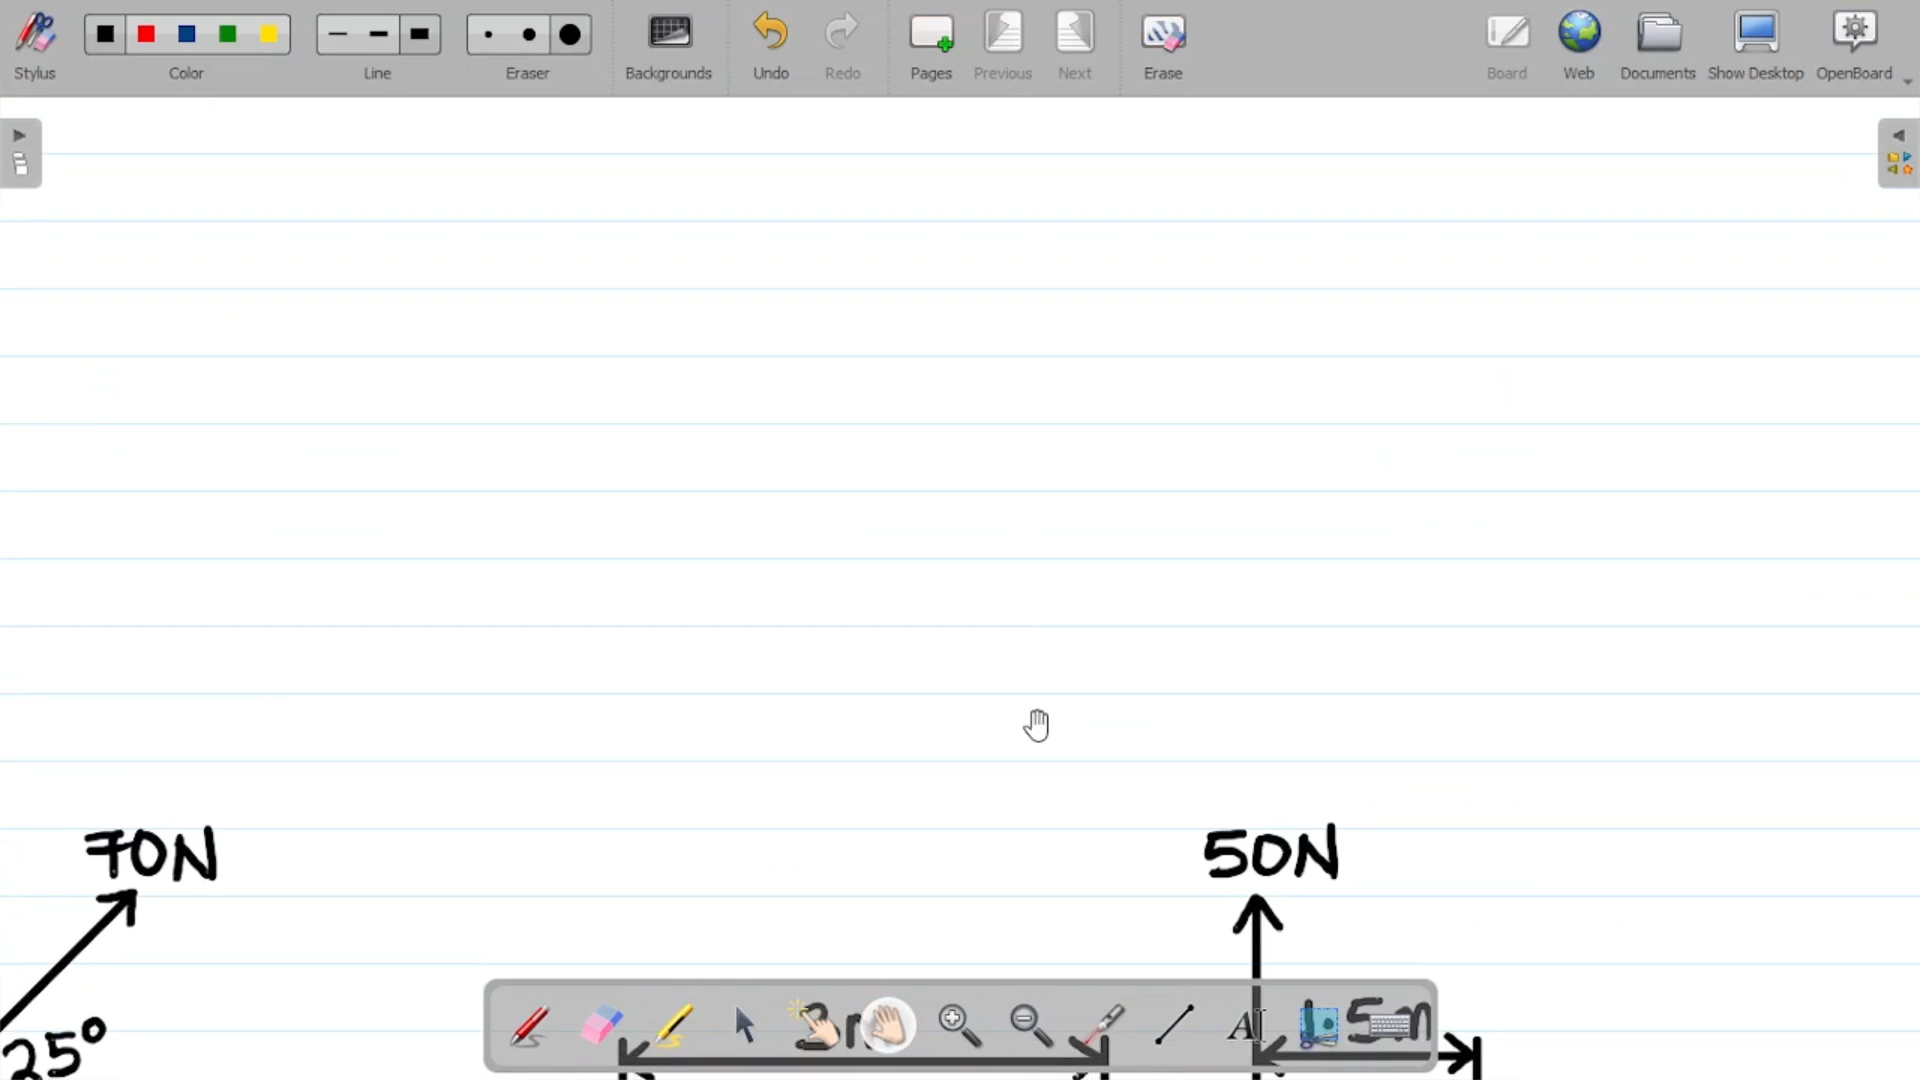 Stylus
Color
Line
Eraser
Backgrounds
Undo
Redo
Pages
Previous
Next
Erase
Board
Web
Documents
Show Desktop
OpenBoard
70N
50N
25°